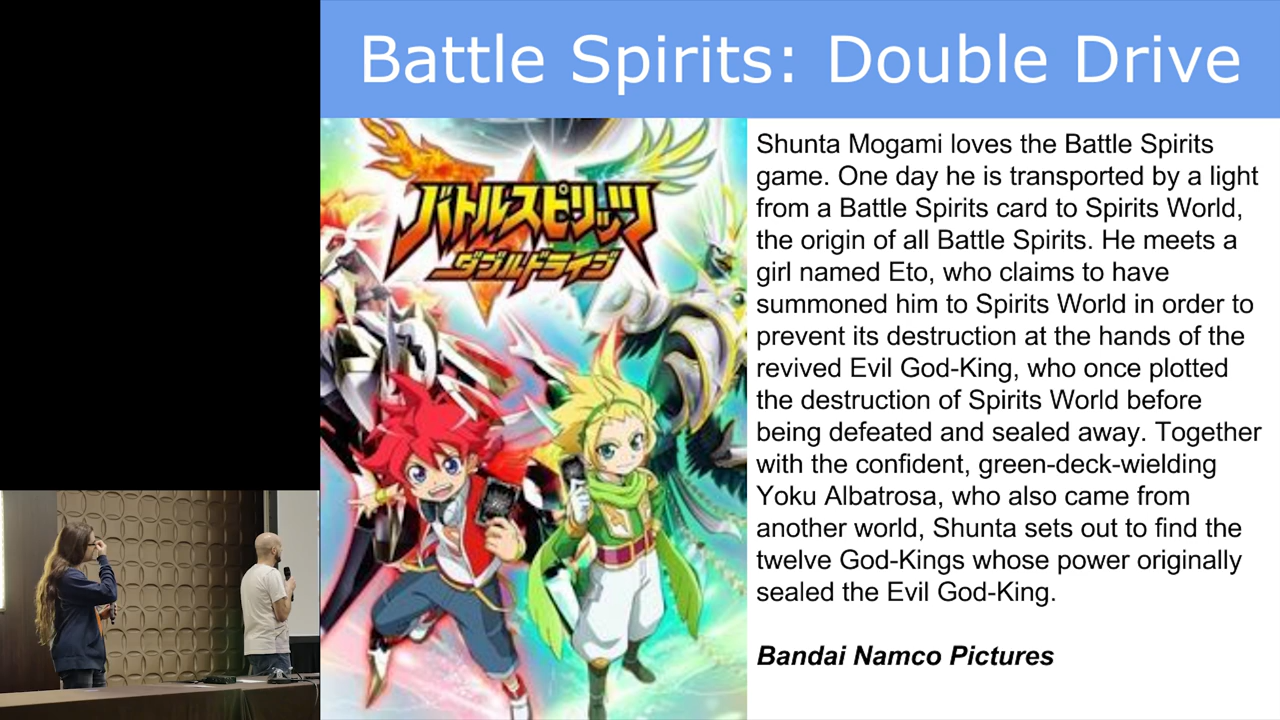 Battle Spirits: Double Drive
バトルスピリッツ
ダブルドライブ
Shunta Mogami loves the Battle Spirits
game. One day he is transported by a light
from a Battle Spirits card to Spirits World,
the origin of all Battle Spirits. He meets a
girl named Eto, who claims to have
summoned him to Spirits World in order to
prevent its destruction at the hands of the
revived Evil God-King, who once plotted
the destruction of Spirits World before
being defeated and sealed away. Together
with the confident, green-deck-wielding
Yoku Albatrosa, who also came from
another world, Shunta sets out to find the
twelve God-Kings whose power originally
sealed the Evil God-King.
Bandai Namco Pictures